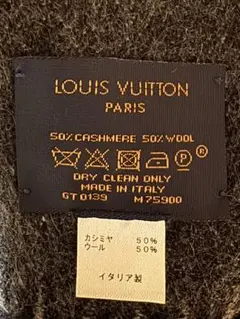 LOUIS VUITTON
PARIS
50% CASHMERE 50% WOOL
P ®
DRY CLEAN ONLY
MADE IN ITALY
GT 0139 M75900
カシミヤ 50%
ウール 50%
イタリア製